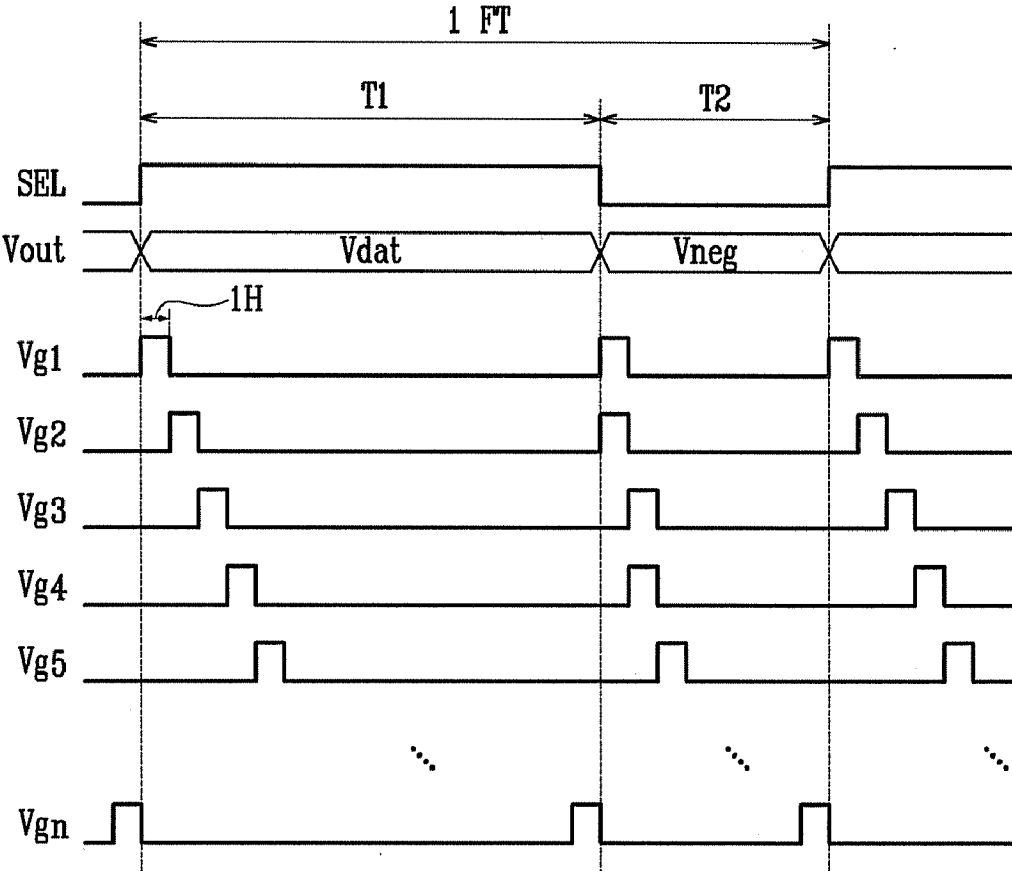 1 FT
T1 T2
SEL
Vout Vdat Vneg
1H
Vg1
Vg2
Vg3
Vg4
Vg5
Vgn